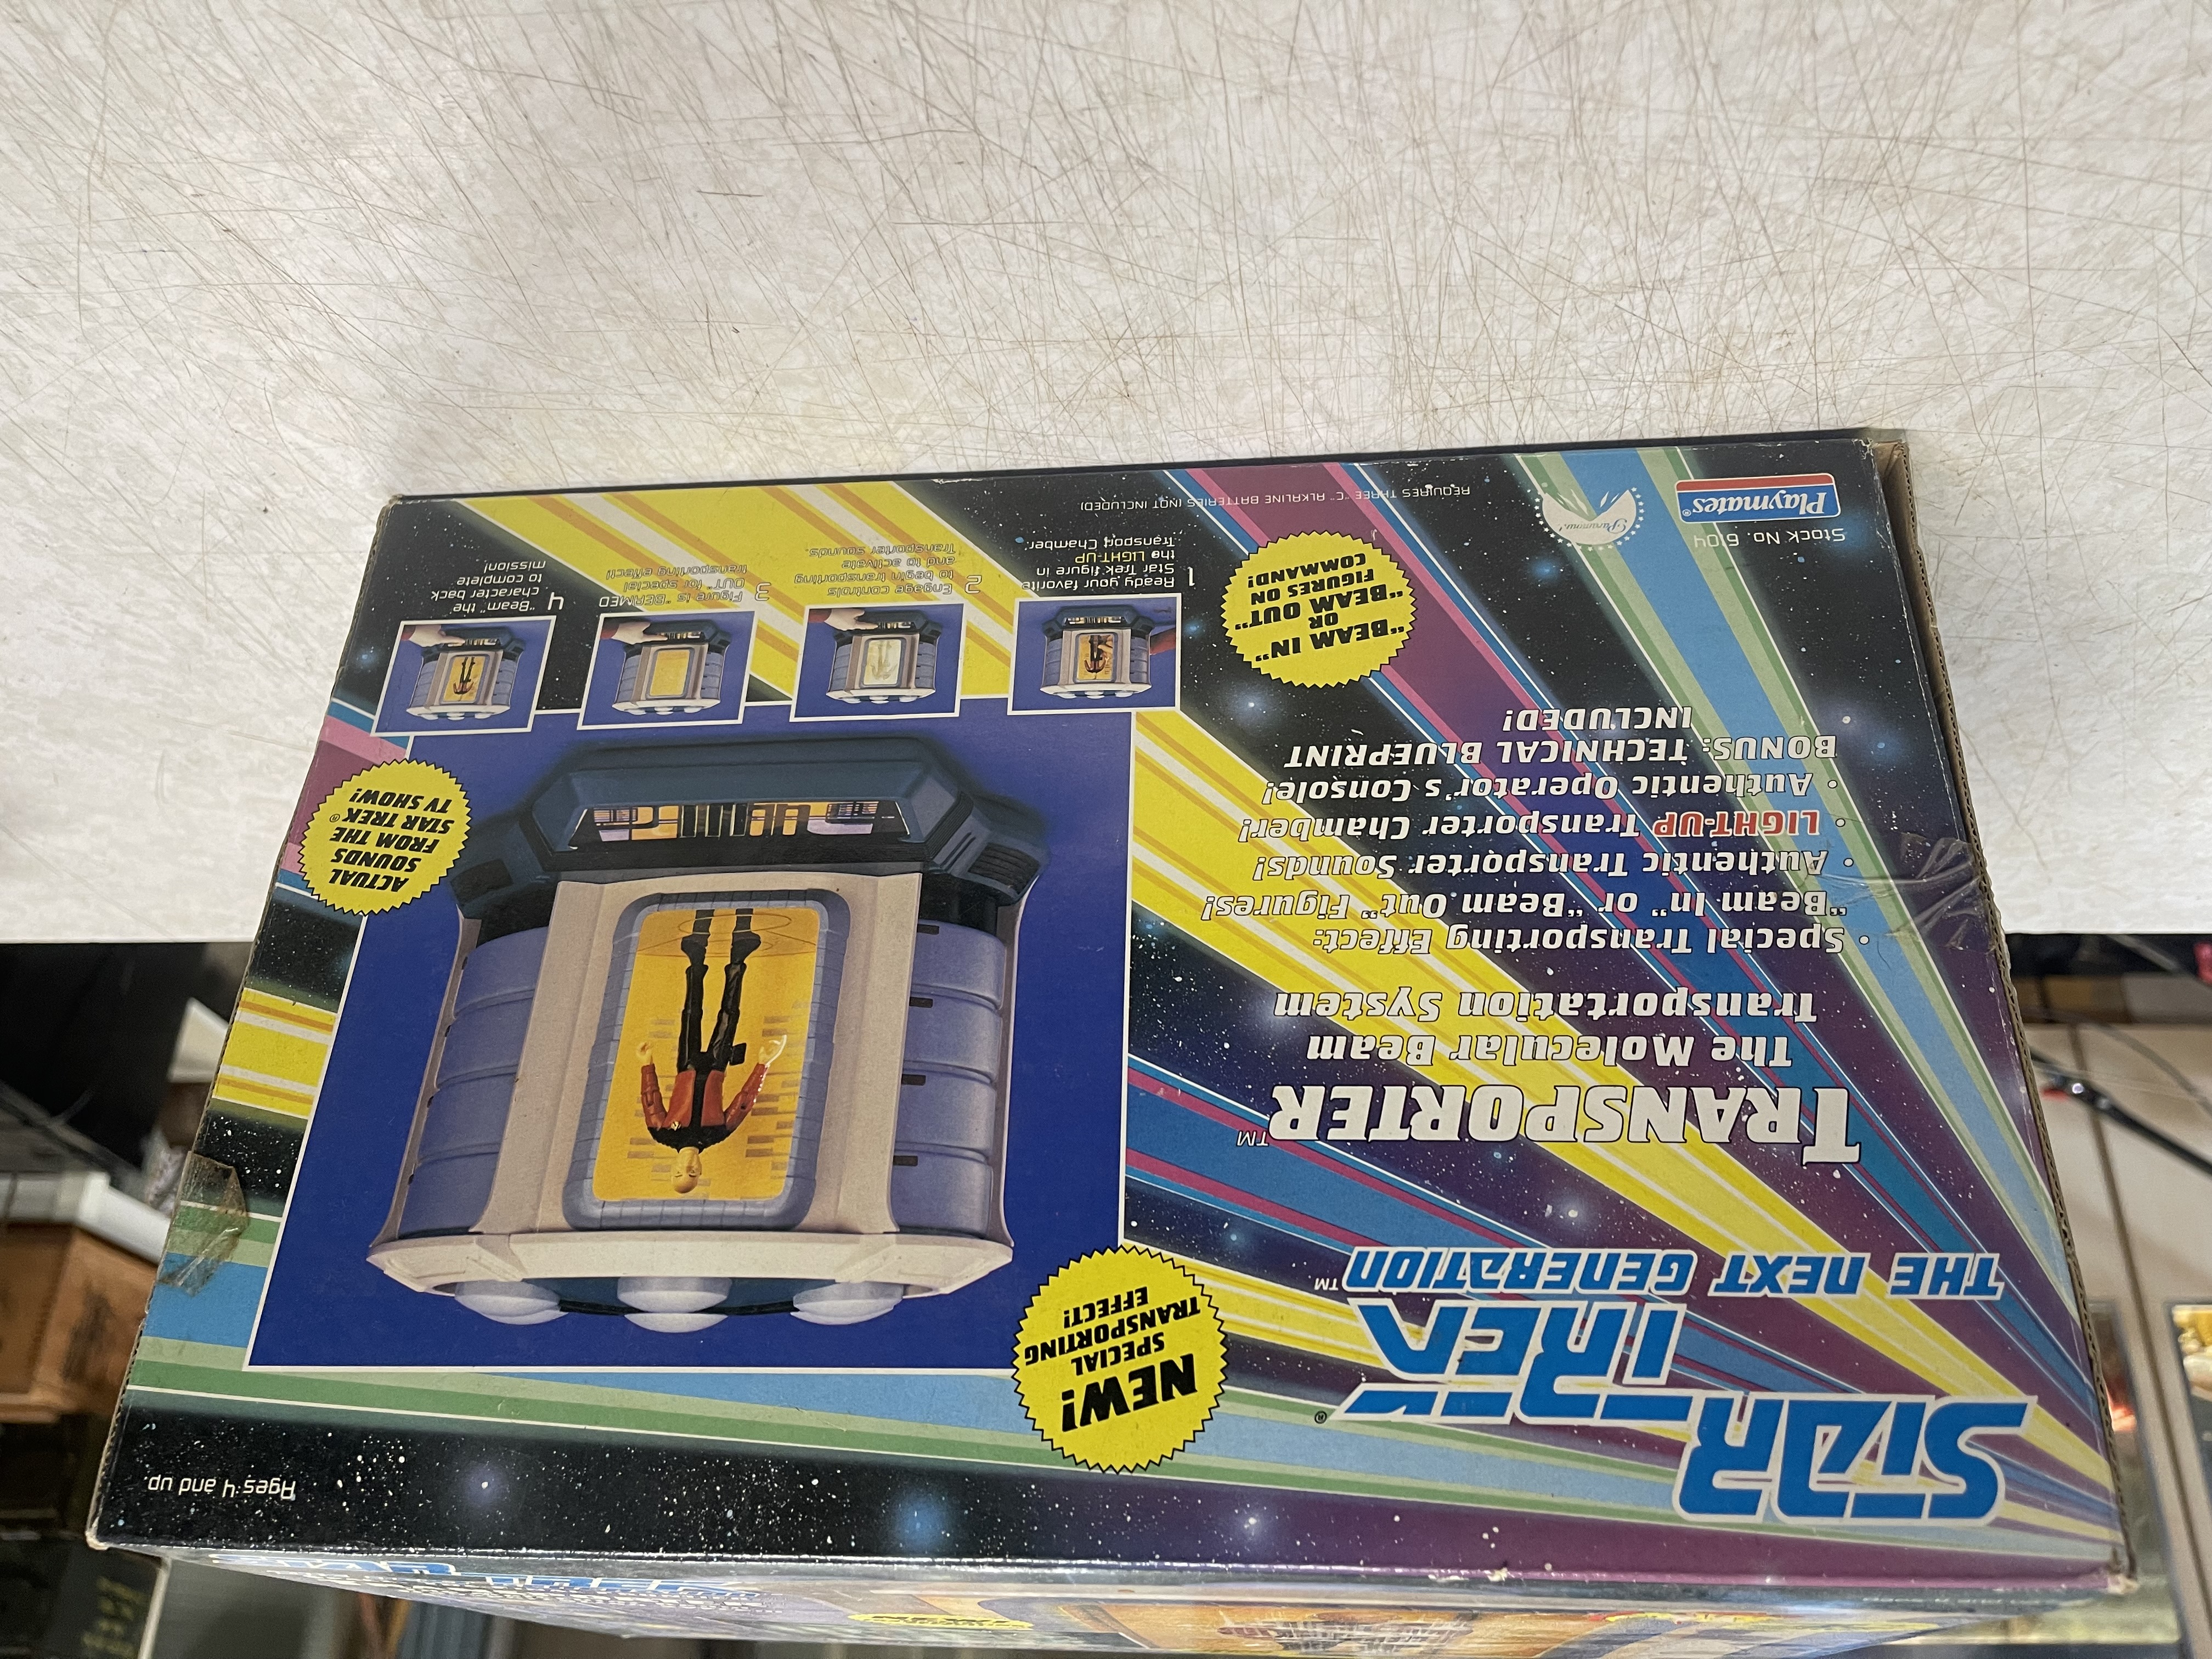 STAR
TREK®
THE NEXT GENERATION™
TRANSPORTER™
The Molecular Beam
Transportation System
• Special Transporting Effect:
"Beam In" or "Beam Out" Figures!
• Authentic Transporter Sounds!
• LIGHT-UP Transporter Chamber!
• Authentic Operator's Console!
BONUS: TECHNICAL BLUEPRINT
INCLUDED!
"BEAM IN"
OR
"BEAM OUT"
FIGURES ON
COMMAND!
Stock No. 6104
Playmates®
Paramount
REQUIRES THREE "C" ALKALINE BATTERIES (NOT INCLUDED)
Ages 4 and up.
NEW!
SPECIAL
TRANSPORTING
EFFECT!
ACTUAL
SOUNDS
FROM THE
STAR TREK®
TV SHOW!
1 Ready your favorite
Star Trek figure in
the LIGHT-UP
Transport Chamber.
2 Engage controls
to begin transporting
and to activate
Transporter sounds.
3 Figure is "BEAMED
OUT" for special
transporting effect!
4 "Beam" the
character back
to complete
mission!